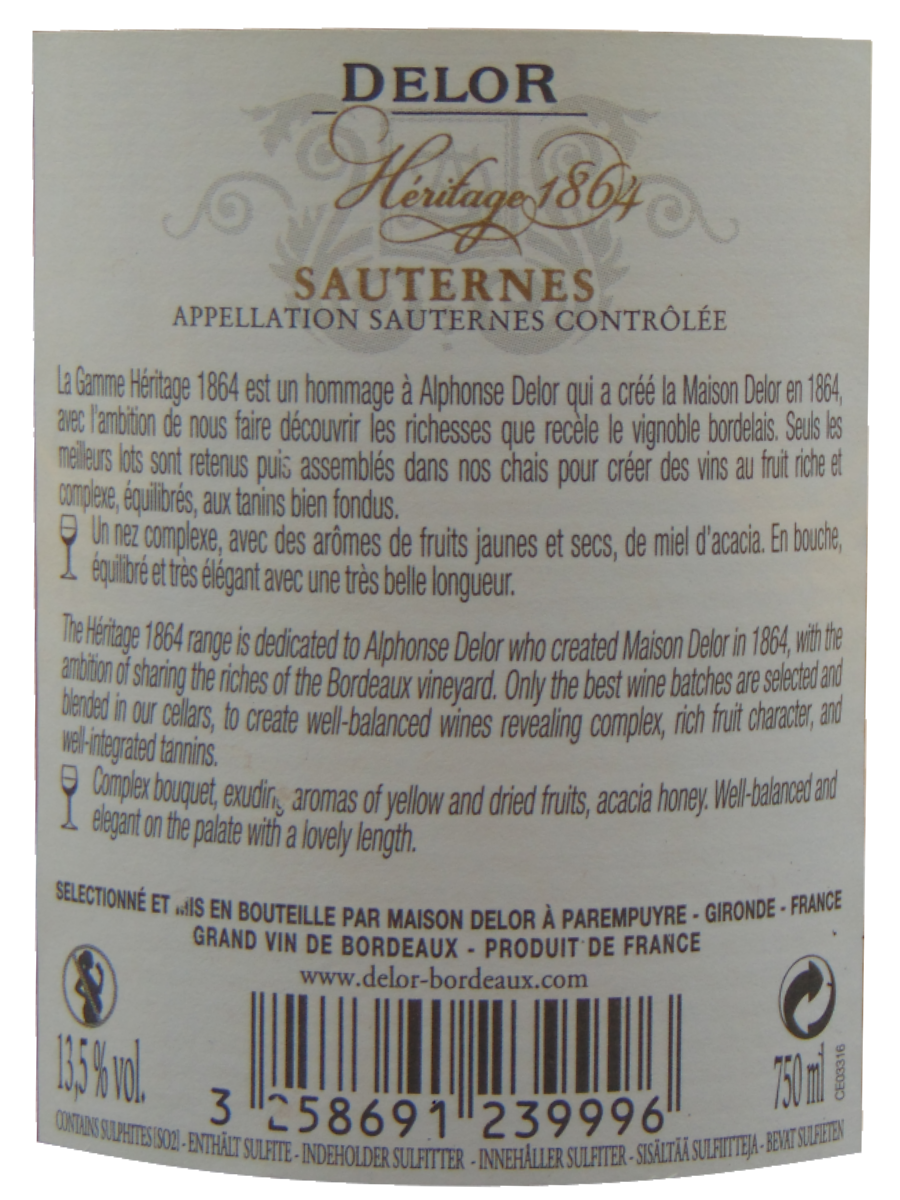 DELOR
Héritage 1864
SAUTERNES
APPELLATION SAUTERNES CONTRÔLÉE
La Gamme Héritage 1864 est un hommage à Alphonse Delor qui a créé la Maison Delor en 1864,
avec l'ambition de nous faire découvrir les richesses que recèle le vignoble bordelais. Seuls les
meilleurs lots sont retenus puis assemblés dans nos chais pour créer des vins au fruit riche et
complexe, équilibrés, aux tanins bien fondus.
Un nez complexe, avec des arômes de fruits jaunes et secs, de miel d'acacia. En bouche,
équilibré et très élégant avec une très belle longueur.
The Héritage 1864 range is dedicated to Alphonse Delor who created Maison Delor in 1864, with the
ambition of sharing the riches of the Bordeaux vineyard. Only the best wine batches are selected and
blended in our cellars, to create well-balanced wines revealing complex, rich fruit character, and
well-integrated tannins.
Complex bouquet, exuding aromas of yellow and dried fruits, acacia honey. Well-balanced and
elegant on the palate with a lovely length.
SELECTIONNÉ ET MIS EN BOUTEILLE PAR MAISON DELOR À PAREMPUYRE - GIRONDE - FRANCE
GRAND VIN DE BORDEAUX - PRODUIT DE FRANCE
www.delor-bordeaux.com
13,5 % vol.
3 258691 239996
750 ml
CE03316
CONTAINS SULPHITES (SO2) - ENTHÄLT SULFITE - INDEHOLDER SULFITTER - INNEHÅLLER SULFITER - SISÄLTÄÄ SULFIITTEJA - BEVAT SULFIETEN